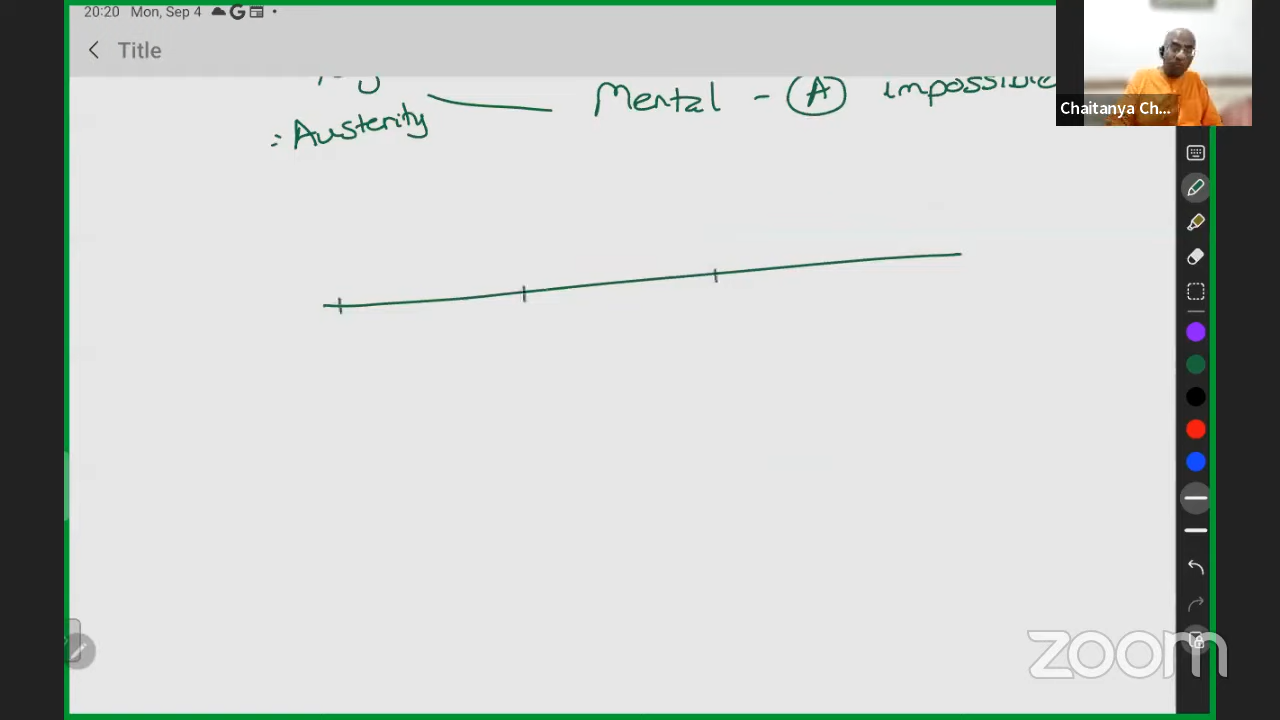 20:20 Mon, Sep 4
Title
Mental - A impossible
: Austerity
Chaitanya Ch...
zoom